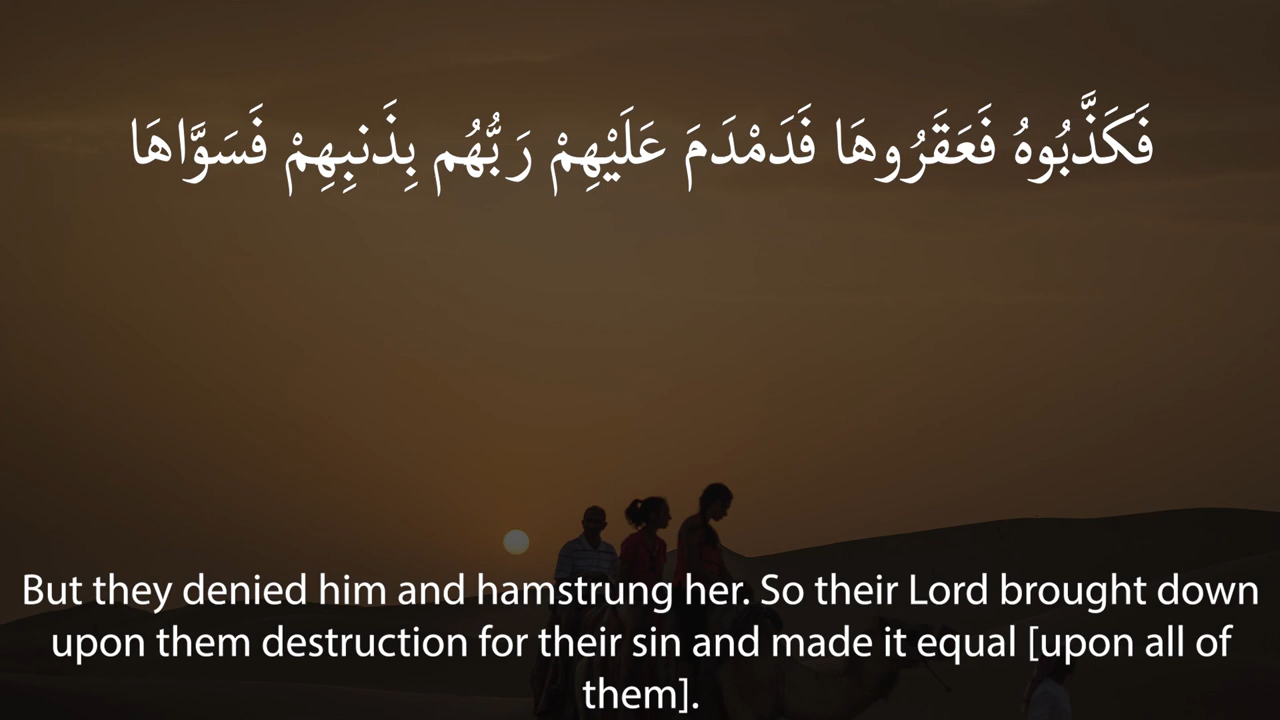 فَكَذَّبُوهُ فَعَقَرُوهَا فَدَمْدَمَ عَلَيْهِمْ رَبُّهُم بِذَنبِهِمْ فَسَوَّاهَا
But they denied him and hamstrung her. So their Lord brought down
upon them destruction for their sin and made it equal [upon all of
them].